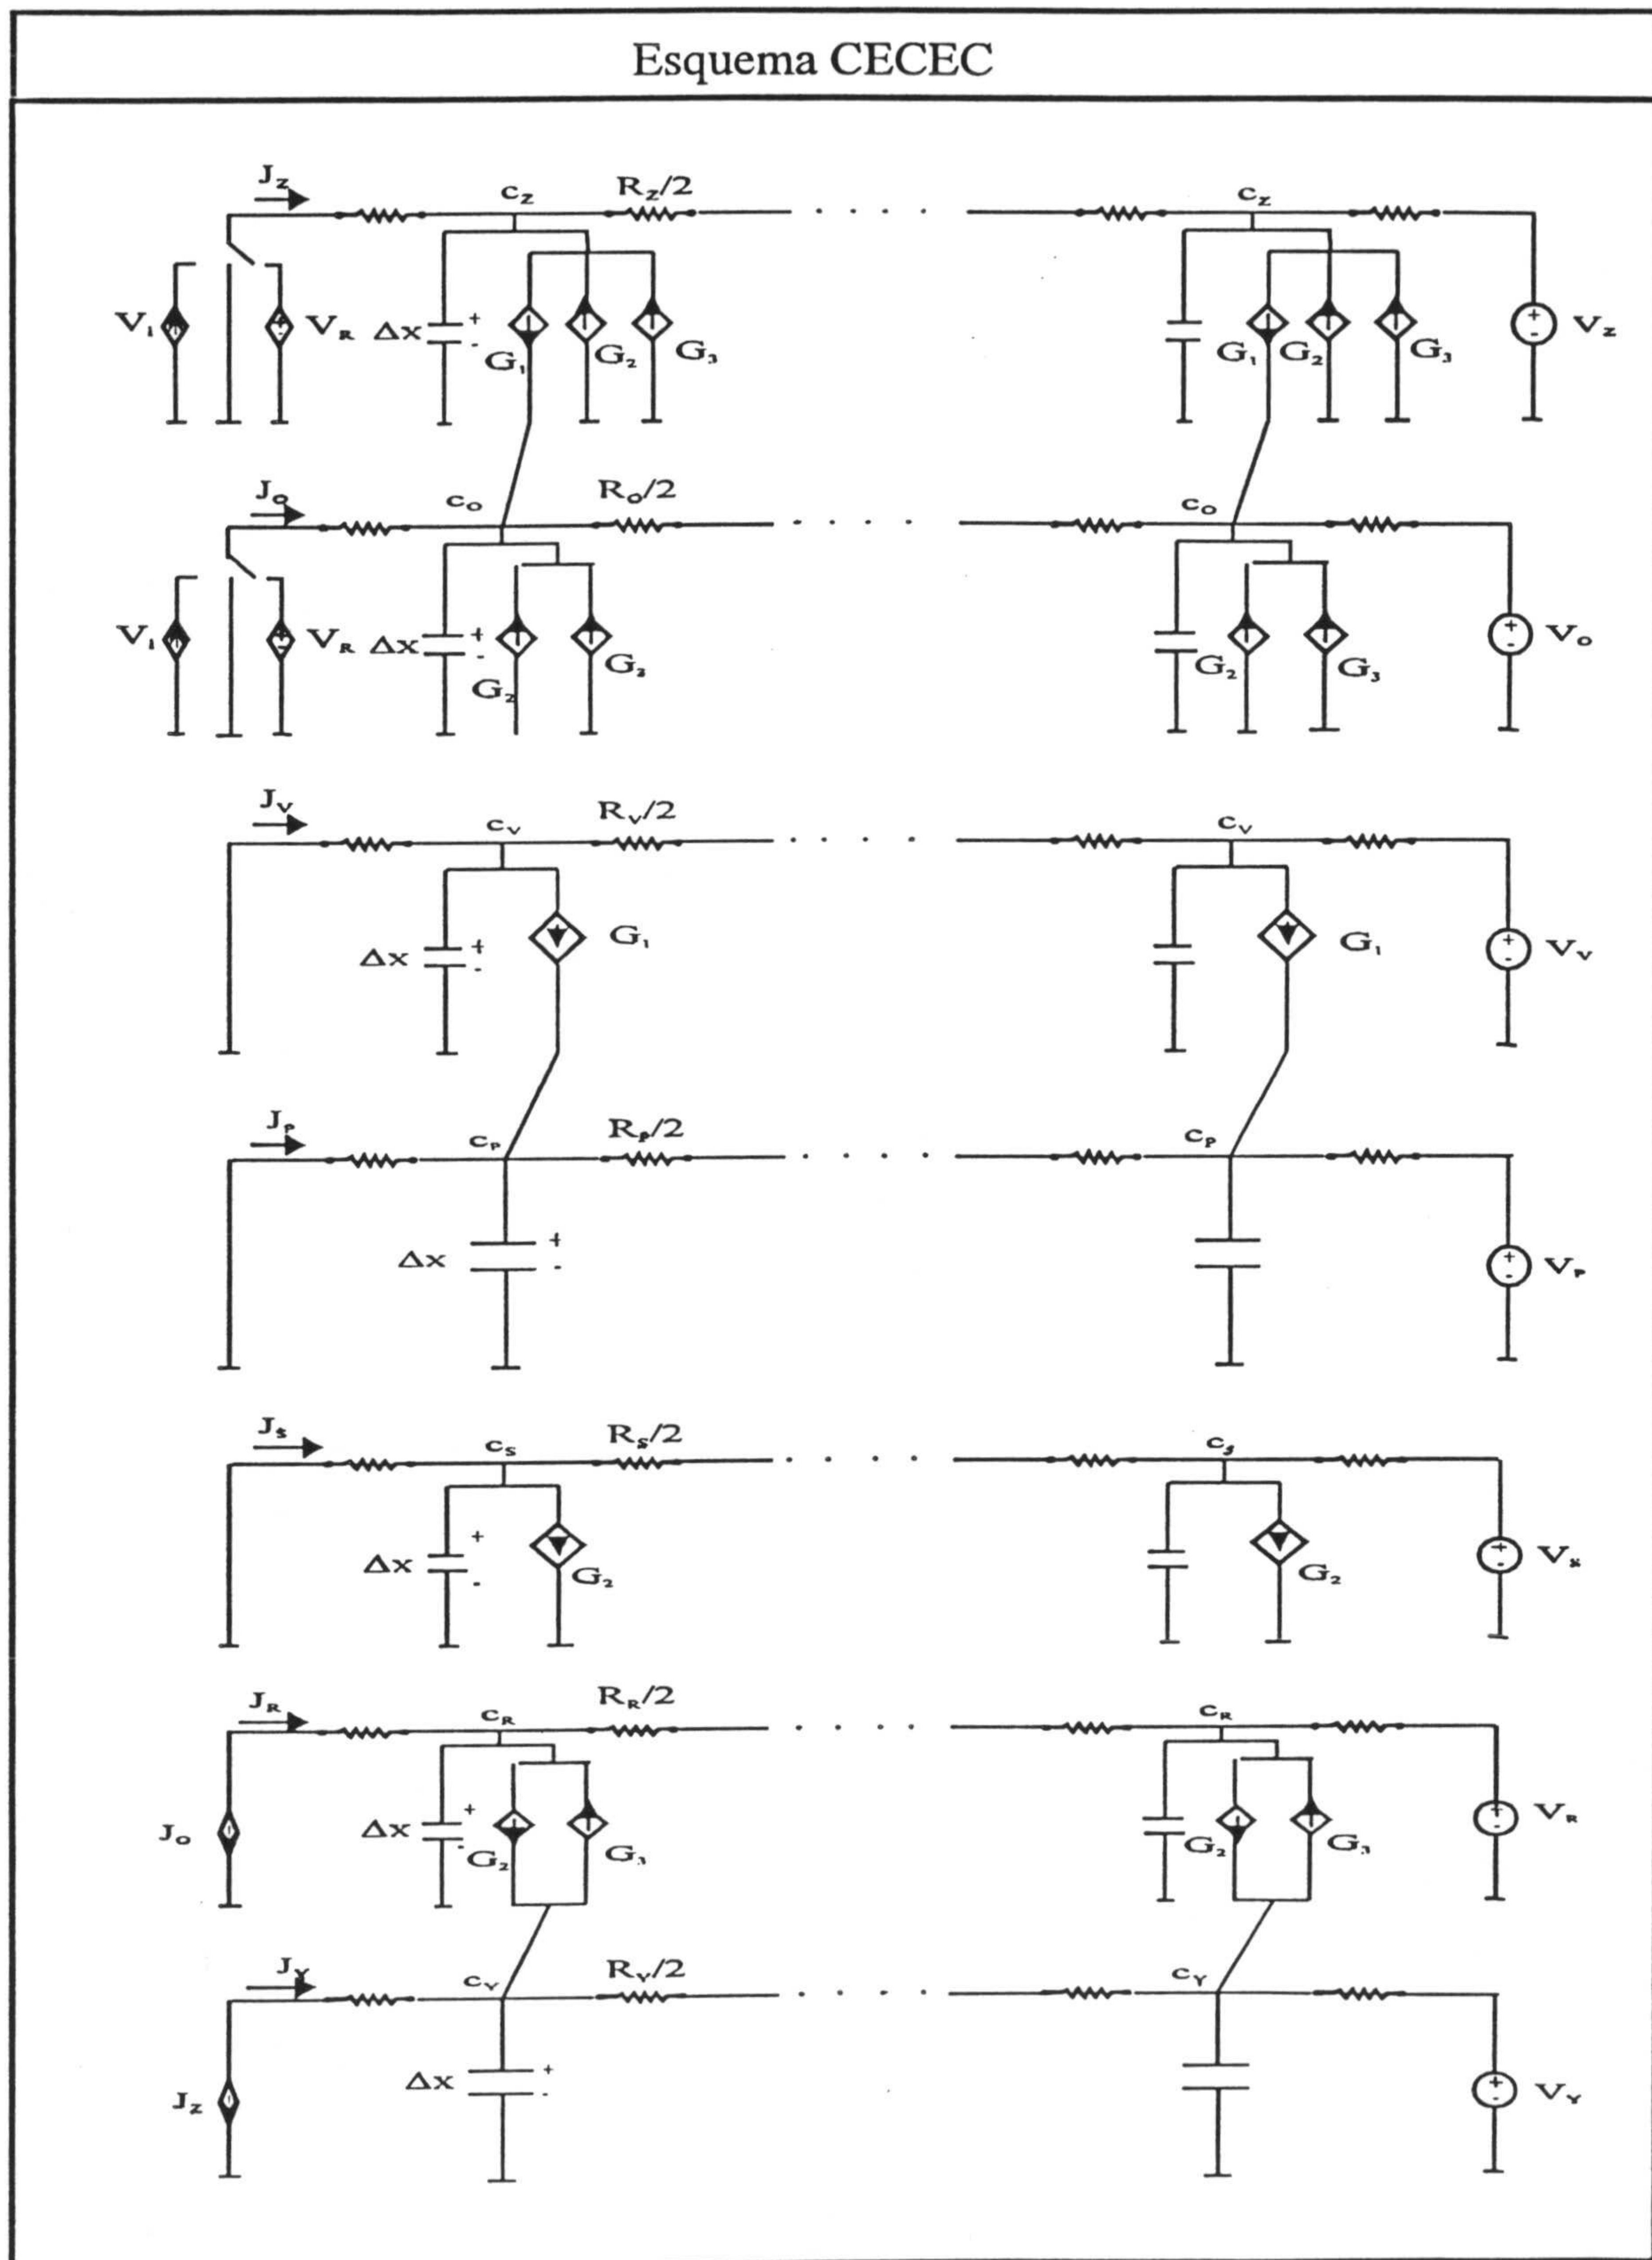 Esquema CECEC
J_Z c_Z R_Z/2 c_Z
V_1 V_R Δx + - G_1 G_2 G_3 G_1 G_2 G_3 + - V_Z
J_O c_O R_O/2 c_O
V_1 V_R Δx + - G_2 G_3 G_2 G_3 + - V_O
J_V c_V R_V/2 c_V
Δx + - G_1 G_1 + - V_V
J_P c_P R_P/2 c_P
Δx + - + - V_P
J_S c_S R_S/2 c_S
Δx + - G_2 G_2 + - V_S
J_R c_R R_R/2 c_R
J_O Δx + - G_2 G_3 G_2 G_3 + - V_R
J_Y c_Y R_Y/2 c_Y
J_Z Δx + - + - V_Y